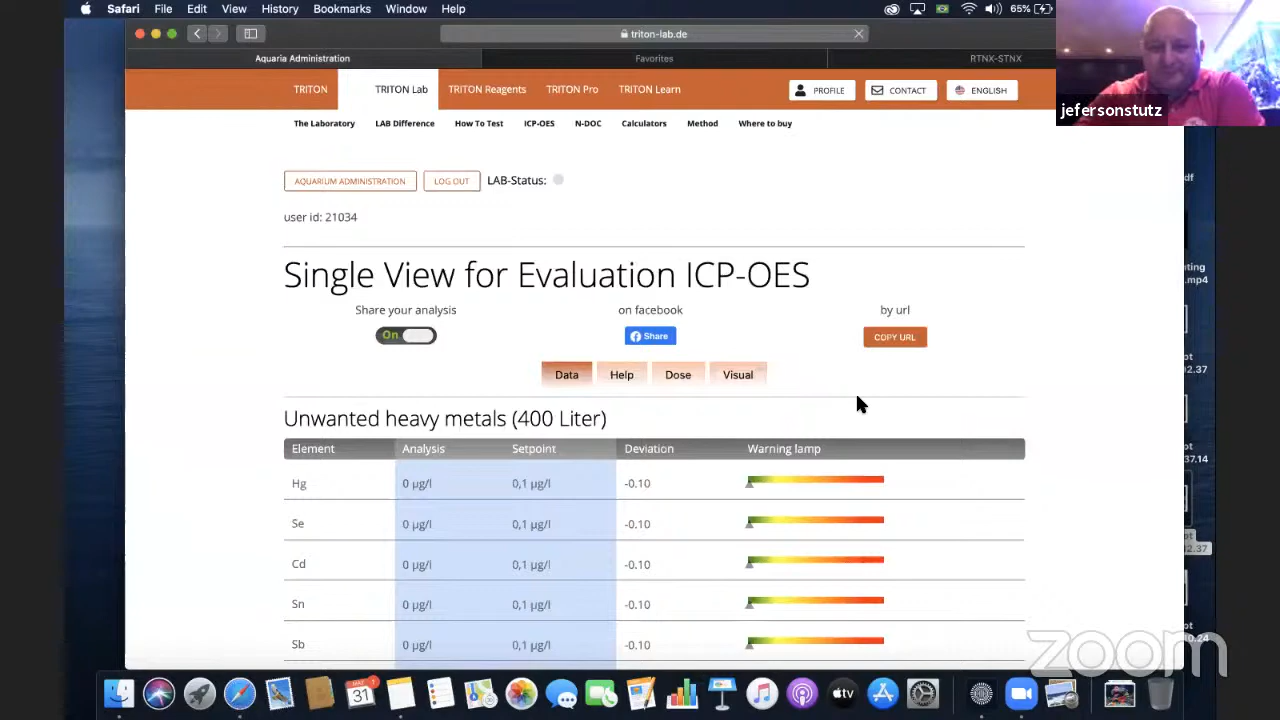 Safari File Edit View History Bookmarks Window Help 65%
triton-lab.de
Aquaria Administration Favorites RTNX-STNX
TRITON TRITON Lab TRITON Reagents TRITON Pro TRITON Learn PROFILE CONTACT ENGLISH
jefersonstutz
The Laboratory LAB Difference How To Test ICP-OES N-DOC Calculators Method Where to buy
AQUARIUM ADMINISTRATION LOG OUT LAB-Status:
user id: 21034
Single View for Evaluation ICP-OES
Share your analysis on facebook by url
On Share COPY URL
Data Help Dose Visual
Unwanted heavy metals (400 Liter)
Element Analysis Setpoint Deviation Warning lamp
Hg 0 µg/l 0,1 µg/l -0.10
Se 0 µg/l 0,1 µg/l -0.10
Cd 0 µg/l 0,1 µg/l -0.10
Sn 0 µg/l 0,1 µg/l -0.10
Sb 0 µg/l 0,1 µg/l -0.10
zoom
31
tv